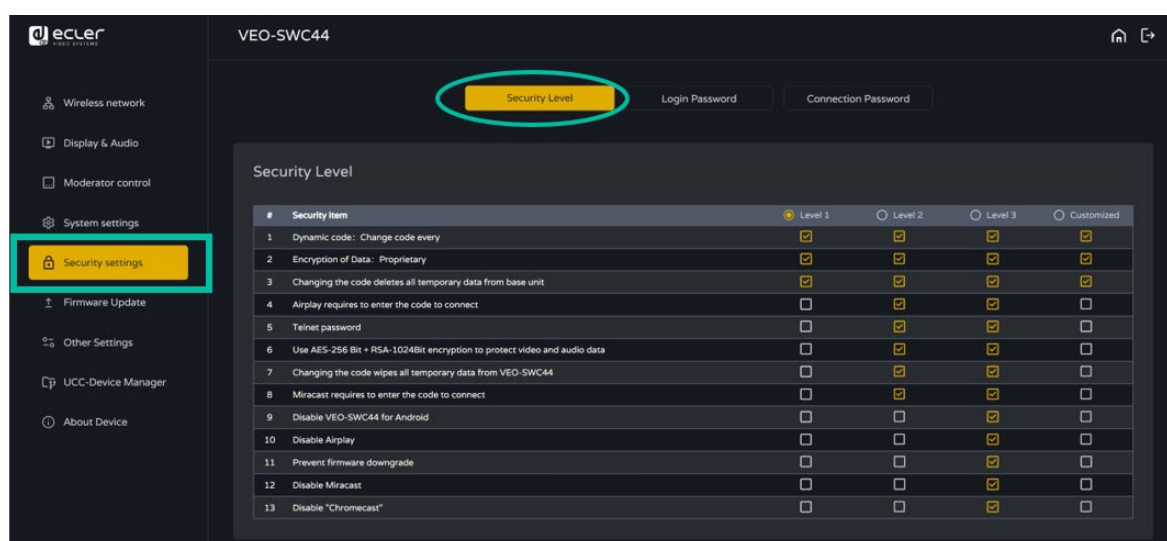 ecler
VIDEO SYSTEMS
VEO-SWC44
Wireless network
Display & Audio
Moderator control
System settings
Security settings
Firmware Update
Other Settings
UCC-Device Manager
About Device
Security Level Login Password Connection Password
Security Level
# Security Item Level 1 Level 2 Level 3 Customized
1 Dynamic code: Change code every
2 Encryption of Data: Proprietary
3 Changing the code deletes all temporary data from base unit
4 Airplay requires to enter the code to connect
5 Telnet password
6 Use AES-256 Bit + RSA-1024Bit encryption to protect video and audio data
7 Changing the code wipes all temporary data from VEO-SWC44
8 Miracast requires to enter the code to connect
9 Disable VEO-SWC44 for Android
10 Disable Airplay
11 Prevent firmware downgrade
12 Disable Miracast
13 Disable "Chromecast"